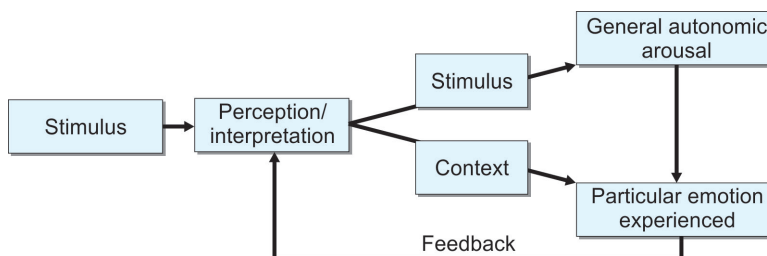 General autonomic
arousal
Stimulus
Perception/
interpretation
Stimulus
Context
Particular emotion
experienced
Feedback